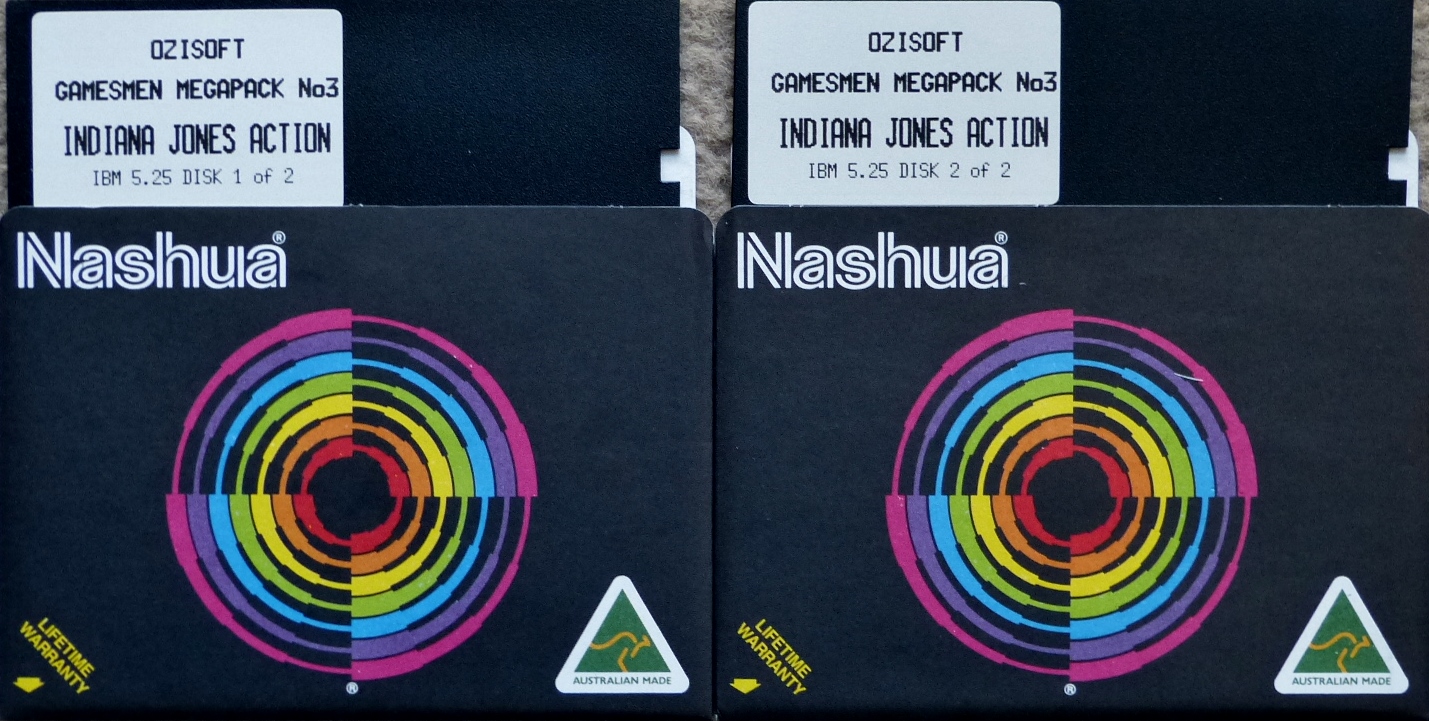 OZISOFT
GAMESMEN MEGAPACK No3
INDIANA JONES ACTION
IBM 5.25 DISK 1 of 2
Nashua®
LIFETIME
WARRANTY
®
AUSTRALIAN MADE
OZISOFT
GAMESMEN MEGAPACK No3
INDIANA JONES ACTION
IBM 5.25 DISK 2 of 2
Nashua®
LIFETIME
WARRANTY
®
AUSTRALIAN MADE